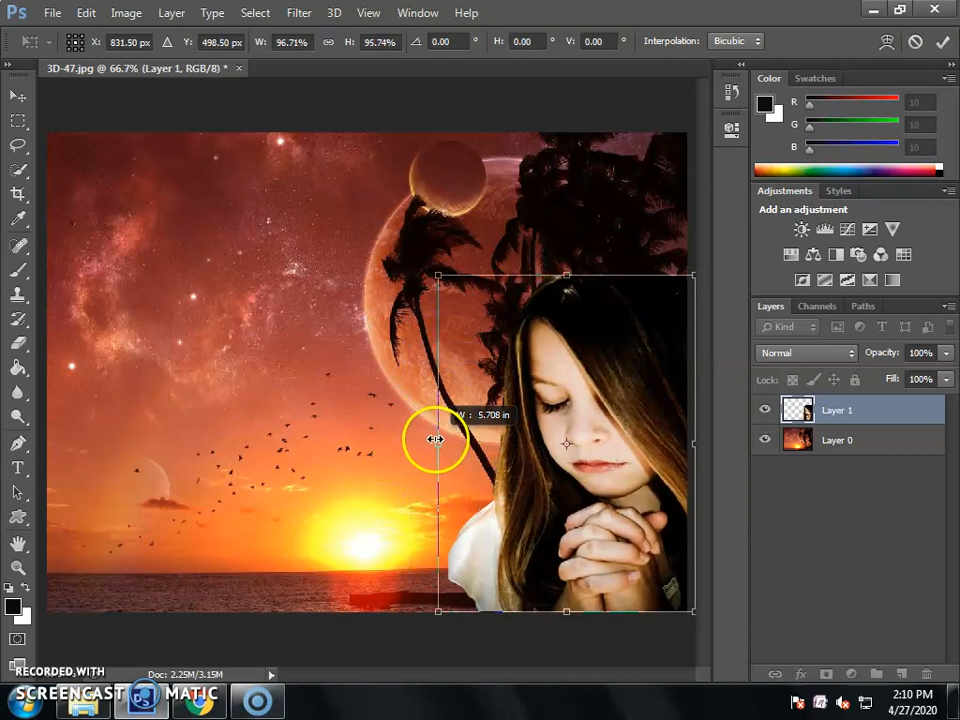 Ps File Edit Image Layer Type Select Filter 3D View Window Help
X: 831.50 px Y: 498.50 px W: 96.71% H: 95.74% 0.00 ° H: 0.00 ° V: 0.00 ° Interpolation: Bicubic
3D-47.jpg @ 66.7% (Layer 1, RGB/8) * ×
Color Swatches
R 10
G 10
B 10
Adjustments Styles
Add an adjustment
Layers Channels Paths
Kind
Normal Opacity: 100%
Lock: Fill: 100%
Layer 1
Layer 0
W : 5.708 in
T
RECORDED WITH
SCREENCAST MATIC
Doc: 2.25M/3.15M
Ps
2:10 PM
4/27/2020